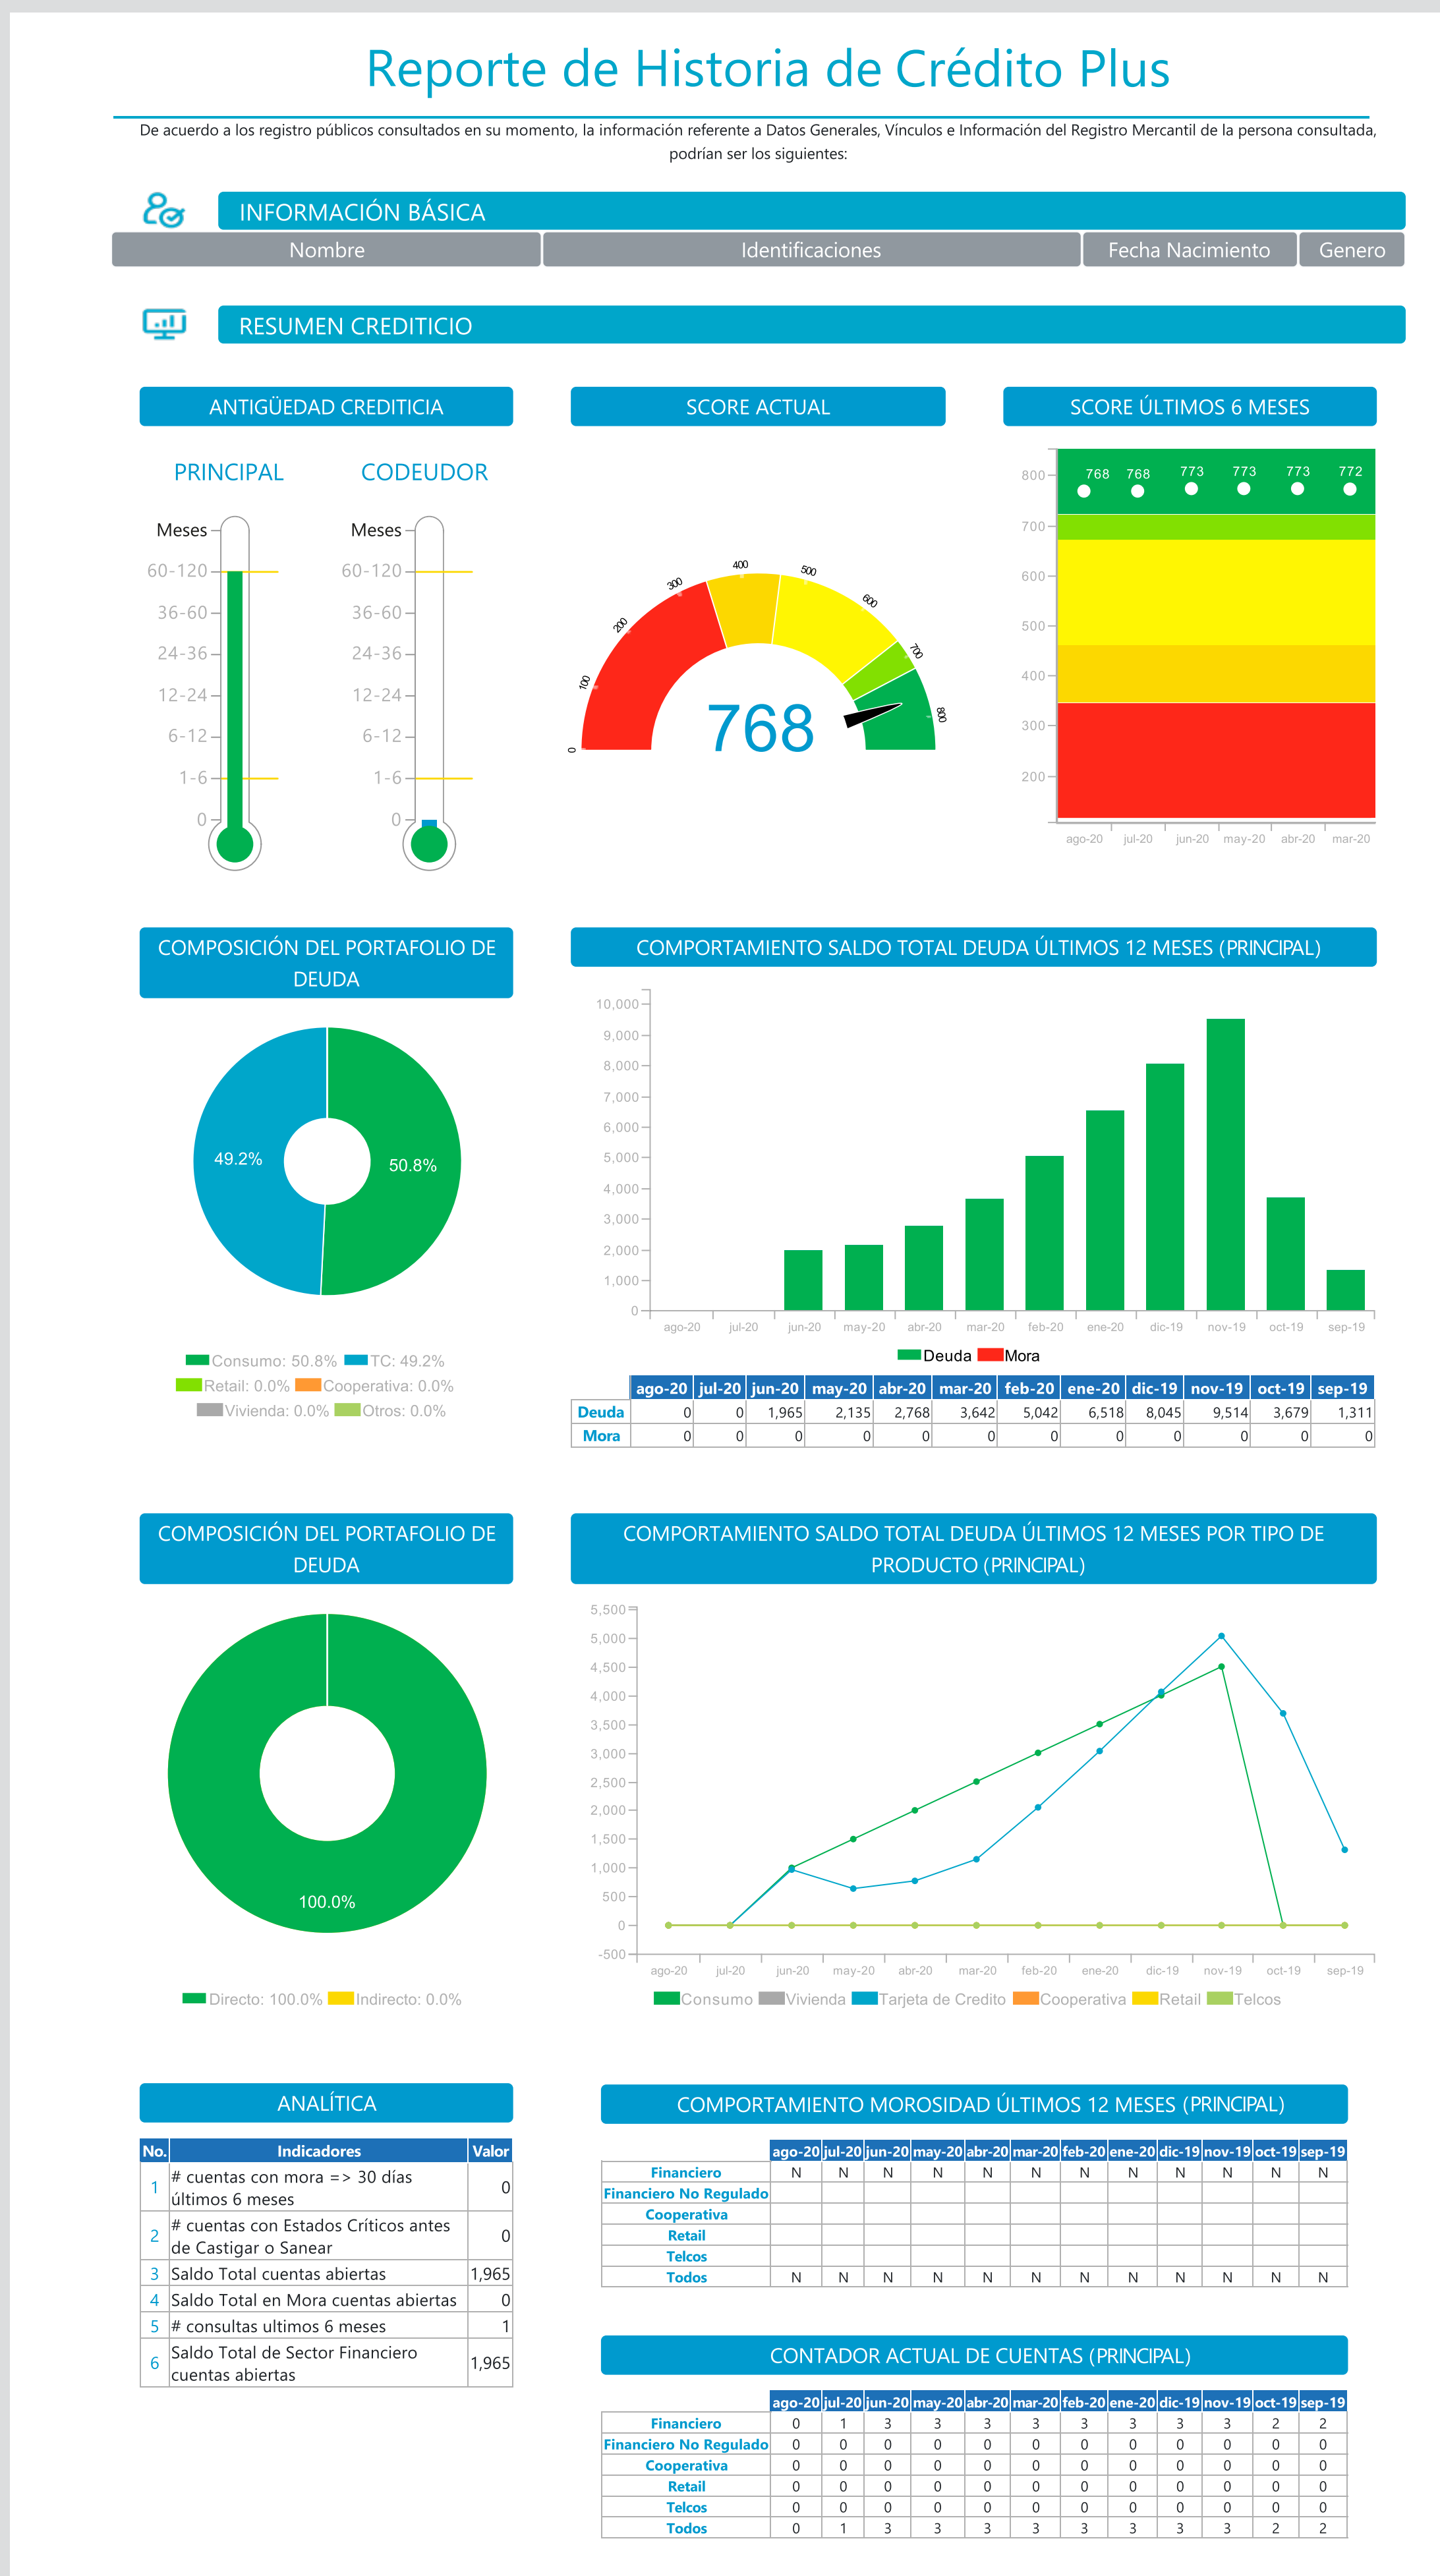 Reporte de Historia de Crédito Plus
De acuerdo a los registro públicos consultados en su momento, la información referente a Datos Generales, Vínculos e Información del Registro Mercantil de la persona consultada,
podrían ser los siguientes:
INFORMACIÓN BÁSICA
Nombre Identificaciones Fecha Nacimiento Genero
RESUMEN CREDITICIO
ANTIGÜEDAD CREDITICIA
PRINCIPAL CODEUDOR
Meses Meses
60-120 60-120
36-60 36-60
24-36 24-36
12-24 12-24
6-12 6-12
1-6 1-6
0 0
SCORE ACTUAL
0 100 200 300 400 500 600 700 800
768
SCORE ÚLTIMOS 6 MESES
768 768 773 773 773 772
800
700
600
500
400
300
200
ago-20 jul-20 jun-20 may-20 abr-20 mar-20
COMPOSICIÓN DEL PORTAFOLIO DE
DEUDA
49.2% 50.8%
Consumo: 50.8% TC: 49.2%
Retail: 0.0% Cooperativa: 0.0%
Vivienda: 0.0% Otros: 0.0%
COMPORTAMIENTO SALDO TOTAL DEUDA ÚLTIMOS 12 MESES (PRINCIPAL)
10,000
9,000
8,000
7,000
6,000
5,000
4,000
3,000
2,000
1,000
0
ago-20 jul-20 jun-20 may-20 abr-20 mar-20 feb-20 ene-20 dic-19 nov-19 oct-19 sep-19
Deuda Mora
ago-20 jul-20 jun-20 may-20 abr-20 mar-20 feb-20 ene-20 dic-19 nov-19 oct-19 sep-19
Deuda 0 0 1,965 2,135 2,768 3,642 5,042 6,518 8,045 9,514 3,679 1,311
Mora 0 0 0 0 0 0 0 0 0 0 0 0
COMPOSICIÓN DEL PORTAFOLIO DE
DEUDA
100.0%
Directo: 100.0% Indirecto: 0.0%
COMPORTAMIENTO SALDO TOTAL DEUDA ÚLTIMOS 12 MESES POR TIPO DE
PRODUCTO (PRINCIPAL)
5,500
5,000
4,500
4,000
3,500
3,000
2,500
2,000
1,500
1,000
500
0
-500
ago-20 jul-20 jun-20 may-20 abr-20 mar-20 feb-20 ene-20 dic-19 nov-19 oct-19 sep-19
Consumo Vivienda Tarjeta de Credito Cooperativa Retail Telcos
ANALÍTICA
No. Indicadores Valor
1 # cuentas con mora => 30 días
últimos 6 meses 0
2 # cuentas con Estados Críticos antes
de Castigar o Sanear 0
3 Saldo Total cuentas abiertas 1,965
4 Saldo Total en Mora cuentas abiertas 0
5 # consultas ultimos 6 meses 1
6 Saldo Total de Sector Financiero
cuentas abiertas 1,965
COMPORTAMIENTO MOROSIDAD ÚLTIMOS 12 MESES (PRINCIPAL)
ago-20 jul-20 jun-20 may-20 abr-20 mar-20 feb-20 ene-20 dic-19 nov-19 oct-19 sep-19
Financiero N N N N N N N N N N N N
Financiero No Regulado
Cooperativa
Retail
Telcos
Todos N N N N N N N N N N N N
CONTADOR ACTUAL DE CUENTAS (PRINCIPAL)
ago-20 jul-20 jun-20 may-20 abr-20 mar-20 feb-20 ene-20 dic-19 nov-19 oct-19 sep-19
Financiero 0 1 3 3 3 3 3 3 3 3 2 2
Financiero No Regulado 0 0 0 0 0 0 0 0 0 0 0 0
Cooperativa 0 0 0 0 0 0 0 0 0 0 0 0
Retail 0 0 0 0 0 0 0 0 0 0 0 0
Telcos 0 0 0 0 0 0 0 0 0 0 0 0
Todos 0 1 3 3 3 3 3 3 3 3 2 2